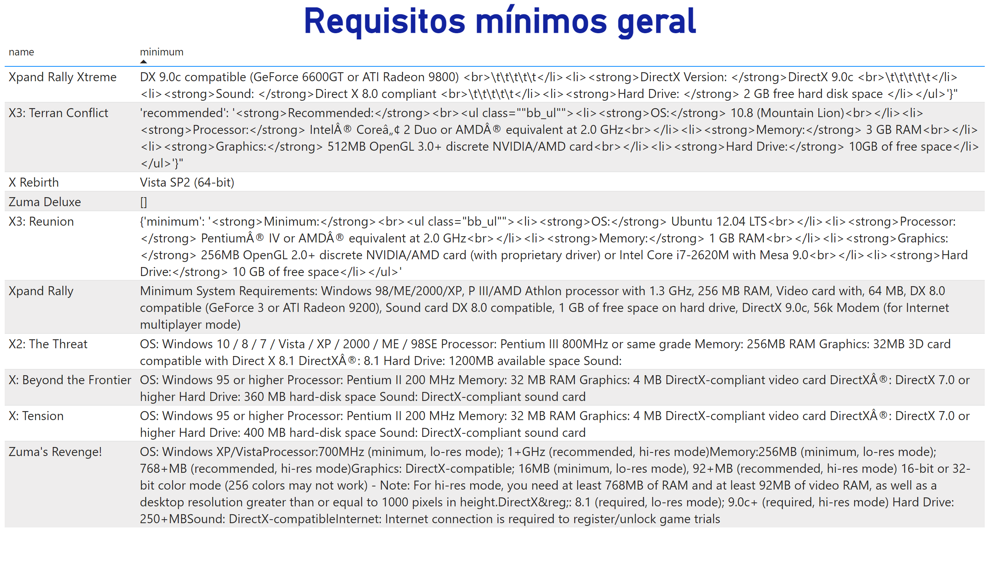 Requisitos mínimos geral
name minimum
Xpand Rally Xtreme DX 9.0c compatible (GeForce 6600GT or ATI Radeon 9800) <br>\t\t\t\t\t</li><li><strong>DirectX Version: </strong>DirectX 9.0c <br>\t\t\t\t\t</li>
<li><strong>Sound: </strong>Direct X 8.0 compliant <br>\t\t\t\t\t</li><li><strong>Hard Drive: </strong> 2 GB free hard disk space </li></ul>'}"
X3: Terran Conflict 'recommended': '<strong>Recommended:</strong><br><ul class=""bb_ul""><li><strong>OS:</strong> 10.8 (Mountain Lion)<br></li><li>
<strong>Processor:</strong> IntelÂ® Coreâ„¢ 2 Duo or AMDÂ® equivalent at 2.0 GHz<br></li><li><strong>Memory:</strong> 3 GB RAM<br></li>
<li><strong>Graphics:</strong> 512MB OpenGL 3.0+ discrete NVIDIA/AMD card<br></li><li><strong>Hard Drive:</strong> 10GB of free space</li>
</ul>'}"
X Rebirth Vista SP2 (64-bit)
Zuma Deluxe []
X3: Reunion {'minimum': '<strong>Minimum:</strong><br><ul class="bb_ul""><li><strong>OS:</strong> Ubuntu 12.04 LTS<br></li><li><strong>Processor:
</strong> PentiumÂ® IV or AMDÂ® equivalent at 2.0 GHz<br></li><li><strong>Memory:</strong> 1 GB RAM<br></li><li><strong>Graphics:
</strong> 256MB OpenGL 2.0+ discrete NVIDIA/AMD card (with proprietary driver) or Intel Core i7-2620M with Mesa 9.0<br></li><li><strong>Hard
Drive:</strong> 10 GB of free space</li></ul>'
Xpand Rally Minimum System Requirements: Windows 98/ME/2000/XP, P III/AMD Athlon processor with 1.3 GHz, 256 MB RAM, Video card with, 64 MB, DX 8.0
compatible (GeForce 3 or ATI Radeon 9200), Sound card DX 8.0 compatible, 1 GB of free space on hard drive, DirectX 9.0c, 56k Modem (for Internet
multiplayer mode)
X2: The Threat OS: Windows 10 / 8 / 7 / Vista / XP / 2000 / ME / 98SE Processor: Pentium III 800MHz or same grade Memory: 256MB RAM Graphics: 32MB 3D card
compatible with Direct X 8.1 DirectXÂ®: 8.1 Hard Drive: 1200MB available space Sound:
X: Beyond the Frontier OS: Windows 95 or higher Processor: Pentium II 200 MHz Memory: 32 MB RAM Graphics: 4 MB DirectX-compliant video card DirectXÂ®: DirectX 7.0 or
higher Hard Drive: 360 MB hard-disk space Sound: DirectX-compliant sound card
X: Tension OS: Windows 95 or higher Processor: Pentium II 200 MHz Memory: 32 MB RAM Graphics: 4 MB DirectX-compliant video card DirectXÂ®: DirectX 7.0 or
higher Hard Drive: 400 MB hard-disk space Sound: DirectX-compliant sound card
Zuma's Revenge! OS: Windows XP/VistaProcessor:700MHz (minimum, lo-res mode); 1+GHz (recommended, hi-res mode)Memory:256MB (minimum, lo-res mode);
768+MB (recommended, hi-res mode)Graphics: DirectX-compatible; 16MB (minimum, lo-res mode), 92+MB (recommended, hi-res mode) 16-bit or 32-
bit color mode (256 colors may not work) - Note: For hi-res mode, you need at least 768MB of RAM and at least 92MB of video RAM, as well as a
desktop resolution greater than or equal to 1000 pixels in height.DirectX&reg;: 8.1 (required, lo-res mode); 9.0c+ (required, hi-res mode) Hard Drive:
250+MBSound: DirectX-compatibleInternet: Internet connection is required to register/unlock game trials